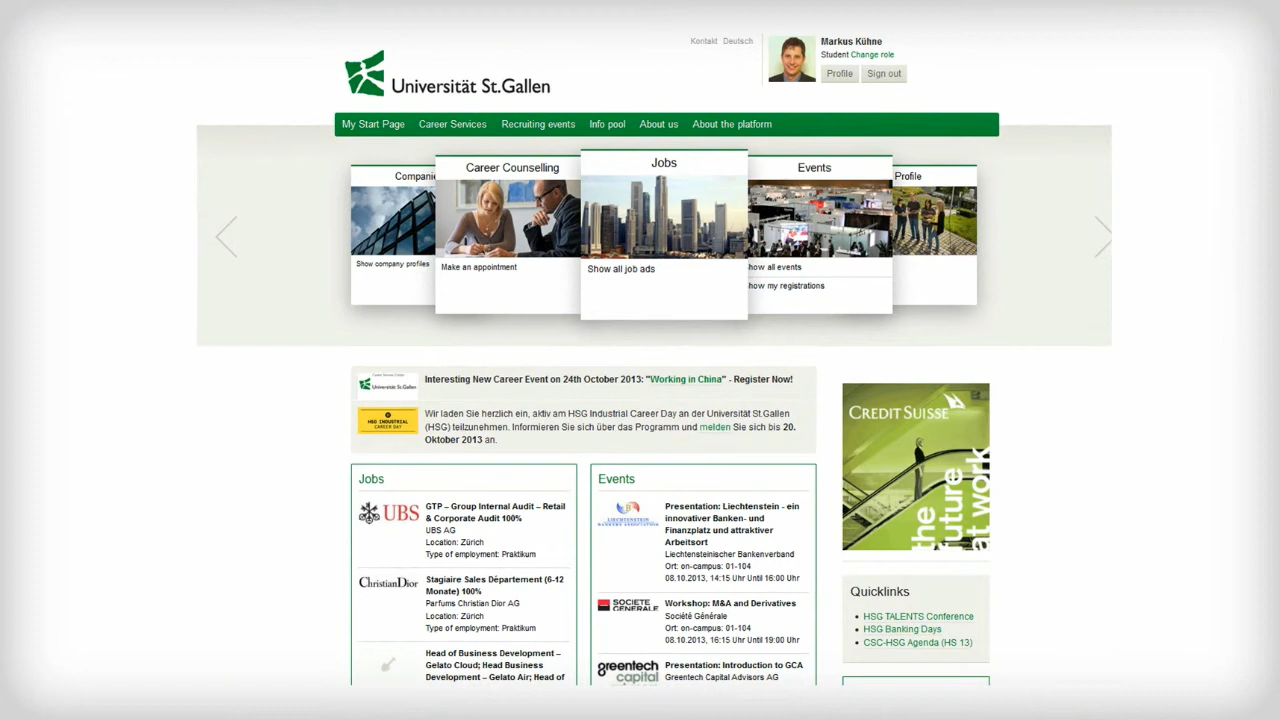 Kontakt Deutsch
Markus Kühne
Student Change role
Profile Sign out
Universität St.Gallen
My Start Page Career Services Recruiting events Info pool About us About the platform
Companie
Show company profiles
Career Counselling
Make an appointment
Jobs
Show all job ads
Events
how all events
how my registrations
Profile
Universität St.Gallen
Interesting New Career Event on 24th October 2013: "Working in China" - Register Now!
HSG INDUSTRIAL
CAREER DAY
Wir laden Sie herzlich ein, aktiv am HSG Industrial Career Day an der Universität St.Gallen
(HSG) teilzunehmen. Informieren Sie sich über das Programm und melden Sie sich bis 20.
Oktober 2013 an.
Jobs
UBS
GTP – Group Internal Audit – Retail
& Corporate Audit 100%
UBS AG
Location: Zürich
Type of employment: Praktikum
Christian Dior
Stagiaire Sales Département (6-12
Monate) 100%
Parfums Christian Dior AG
Location: Zürich
Type of employment: Praktikum
Head of Business Development –
Gelato Cloud; Head Business
Development – Gelato Air; Head of
Events
LIECHTENSTEIN
BANKERS ASSOCIATION
Presentation: Liechtenstein - ein
innovativer Banken- und
Finanzplatz und attraktiver
Arbeitsort
Liechtensteinischer Bankenverband
Ort: on-campus: 01-104
08.10.2013, 14:15 Uhr Until 16:00 Uhr
SOCIETE
GENERALE
Workshop: M&A and Derivatives
Société Générale
Ort: on-campus: 01-104
08.10.2013, 16:15 Uhr Until 19:00 Uhr
greentech
capital
Presentation: Introduction to GCA
Greentech Capital Advisors AG
CREDIT SUISSE
the
future
at work
Quicklinks
• HSG TALENTS Conference
• HSG Banking Days
• CSC-HSG Agenda (HS 13)